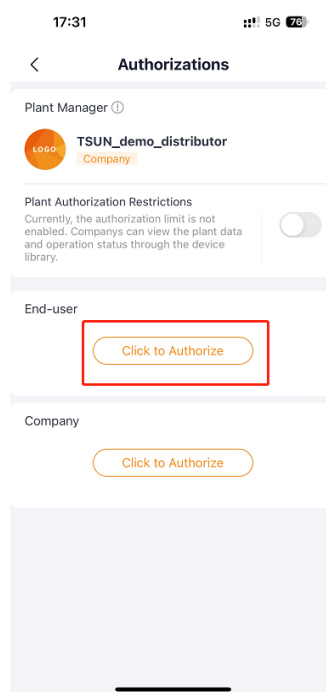 17:31 5G 76
Authorizations
Plant Manager
LOGO
TSUN_demo_distributor
Company
Plant Authorization Restrictions
Currently, the authorization limit is not
enabled. Companys can view the plant data
and operation status through the device
library.
End-user
Click to Authorize
Company
Click to Authorize